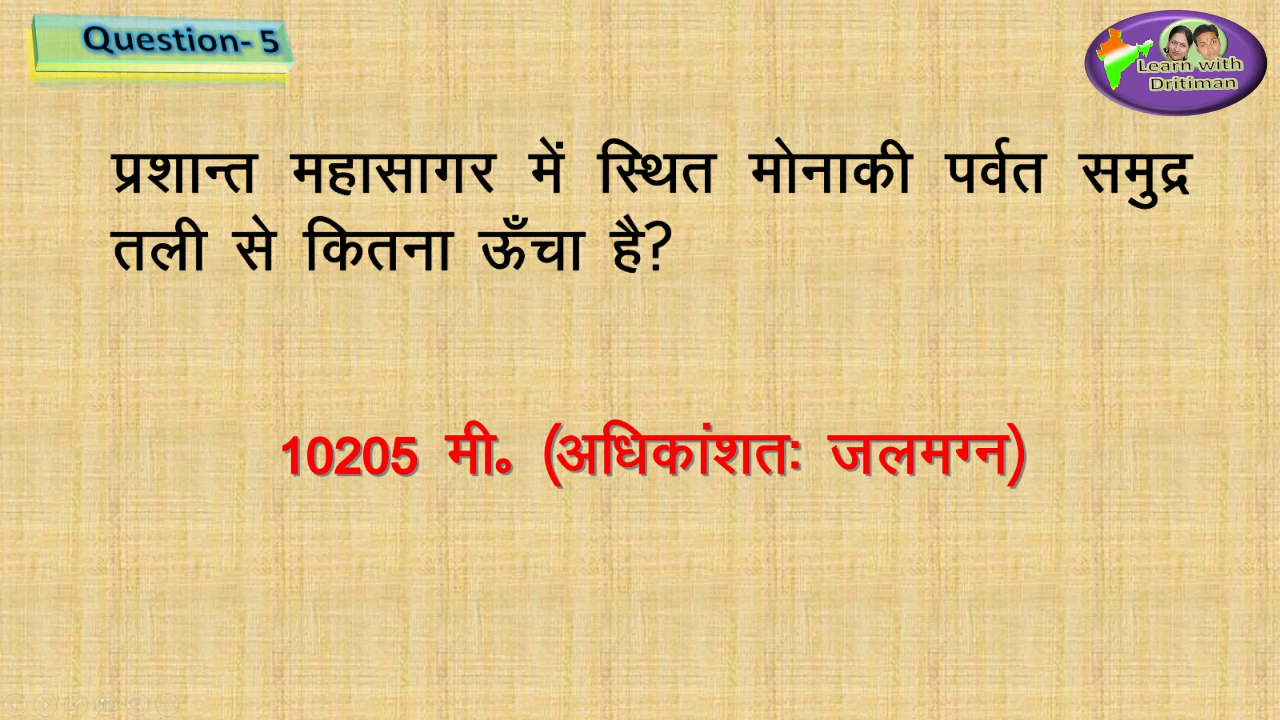 Question- 5
Learn with
Dritiman
प्रशान्त महासागर में स्थित मोनाकी पर्वत समुद्र
तली से कितना ऊँचा है?
10205 मी॰ (अधिकांशतः जलमग्न)